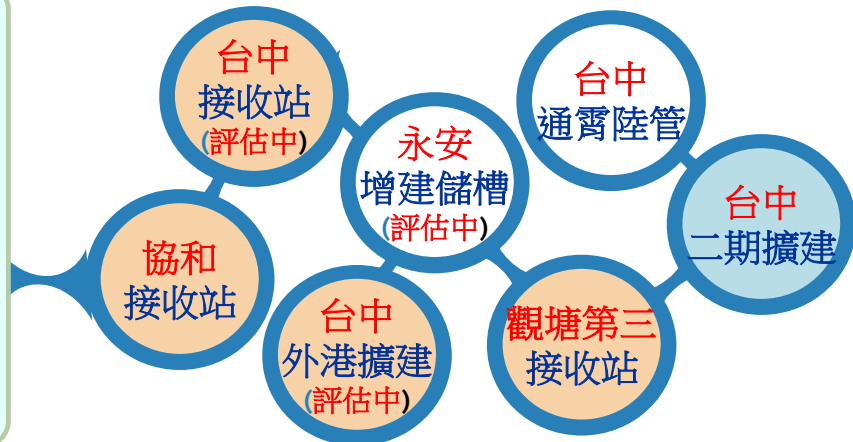 台中
接收站
(評估中)
台中
通霄陸管
永安
增建儲槽
(評估中)
台中
二期擴建
協和
接收站
台中
外港擴建
(評估中)
觀塘第三
接收站